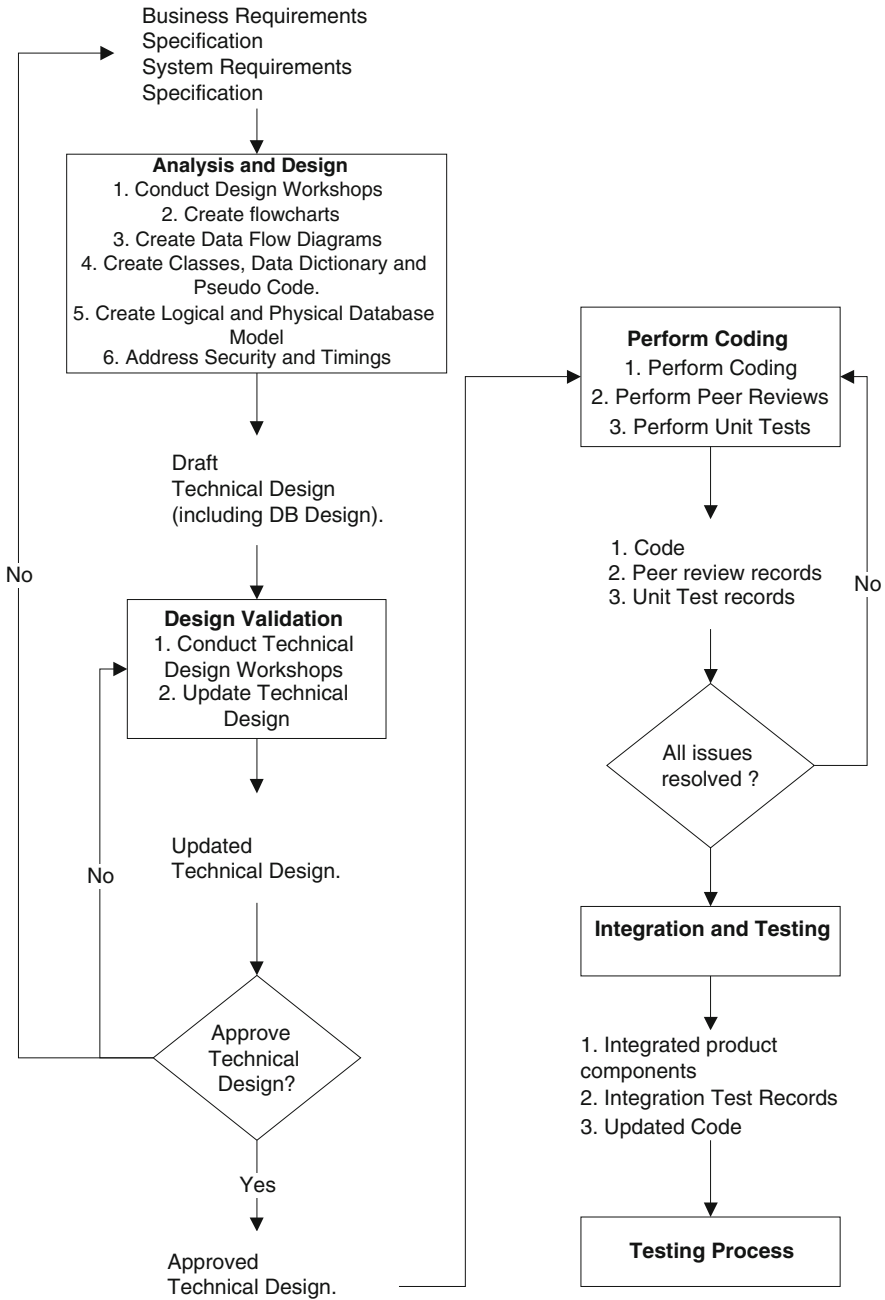 Business Requirements
Specification
System Requirements
Specification
Analysis and Design
1. Conduct Design Workshops
2. Create flowcharts
3. Create Data Flow Diagrams
4. Create Classes, Data Dictionary and
Pseudo Code.
5. Create Logical and Physical Database
Model
6. Address Security and Timings
Draft
Technical Design
(including DB Design).
No
Design Validation
1. Conduct Technical
Design Workshops
2. Update Technical
Design
Updated
Technical Design.
No
Approve
Technical
Design?
Yes
Approved
Technical Design.
Perform Coding
1. Perform Coding
2. Perform Peer Reviews
3. Perform Unit Tests
1. Code
2. Peer review records
3. Unit Test records
No
All issues
resolved ?
Integration and Testing
1. Integrated product
components
2. Integration Test Records
3. Updated Code
Testing Process